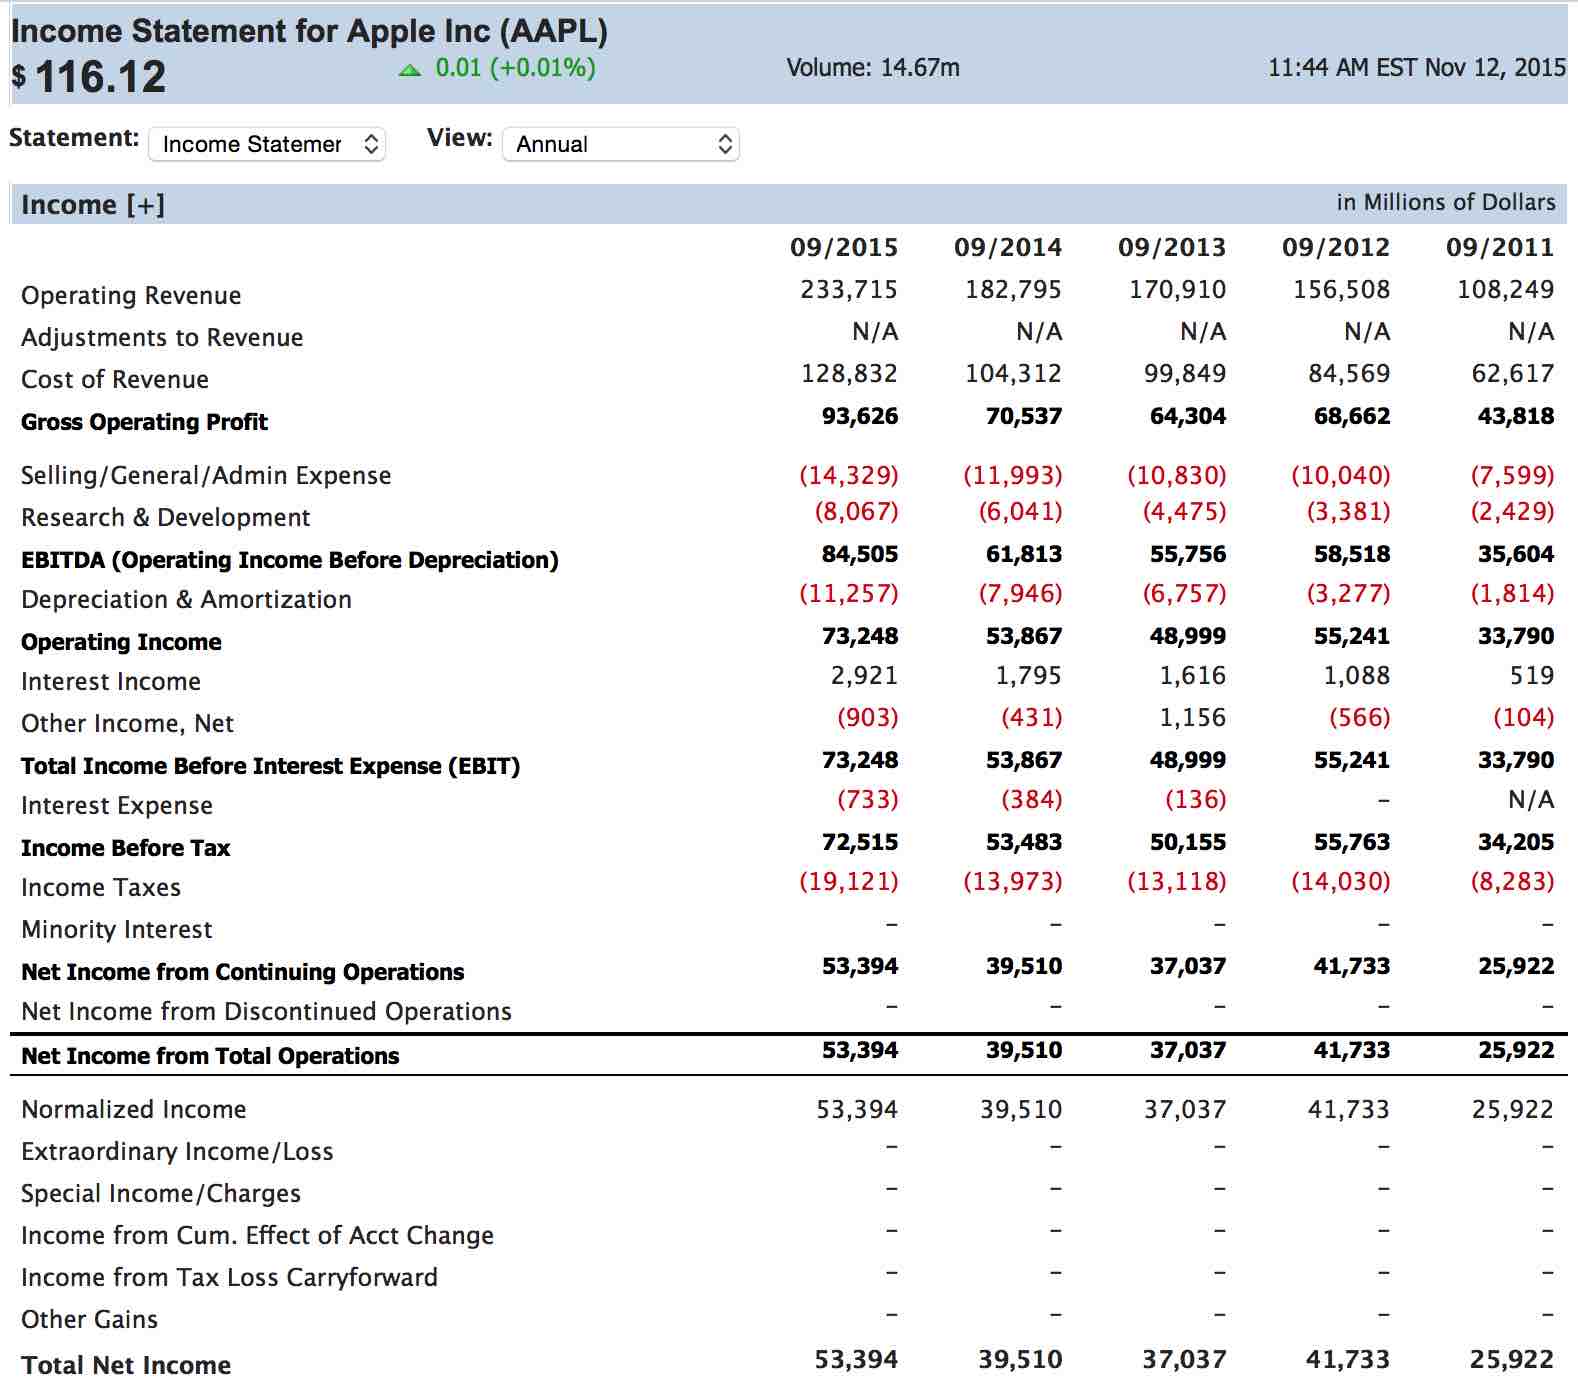 Income Statement for Apple Inc (AAPL)
$ 116.12 0.01 (+0.01%) Volume: 14.67m 11:44 AM EST Nov 12, 2015
Statement: Income Statemer View: Annual
Income [+] in Millions of Dollars
09/2015 09/2014 09/2013 09/2012 09/2011
Operating Revenue 233,715 182,795 170,910 156,508 108,249
Adjustments to Revenue N/A N/A N/A N/A N/A
Cost of Revenue 128,832 104,312 99,849 84,569 62,617
Gross Operating Profit 93,626 70,537 64,304 68,662 43,818
Selling/General/Admin Expense (14,329) (11,993) (10,830) (10,040) (7,599)
Research & Development (8,067) (6,041) (4,475) (3,381) (2,429)
EBITDA (Operating Income Before Depreciation) 84,505 61,813 55,756 58,518 35,604
Depreciation & Amortization (11,257) (7,946) (6,757) (3,277) (1,814)
Operating Income 73,248 53,867 48,999 55,241 33,790
Interest Income 2,921 1,795 1,616 1,088 519
Other Income, Net (903) (431) 1,156 (566) (104)
Total Income Before Interest Expense (EBIT) 73,248 53,867 48,999 55,241 33,790
Interest Expense (733) (384) (136) – N/A
Income Before Tax 72,515 53,483 50,155 55,763 34,205
Income Taxes (19,121) (13,973) (13,118) (14,030) (8,283)
Minority Interest – – – – –
Net Income from Continuing Operations 53,394 39,510 37,037 41,733 25,922
Net Income from Discontinued Operations – – – – –
Net Income from Total Operations 53,394 39,510 37,037 41,733 25,922
Normalized Income 53,394 39,510 37,037 41,733 25,922
Extraordinary Income/Loss – – – – –
Special Income/Charges – – – – –
Income from Cum. Effect of Acct Change – – – – –
Income from Tax Loss Carryforward – – – – –
Other Gains – – – – –
Total Net Income 53,394 39,510 37,037 41,733 25,922